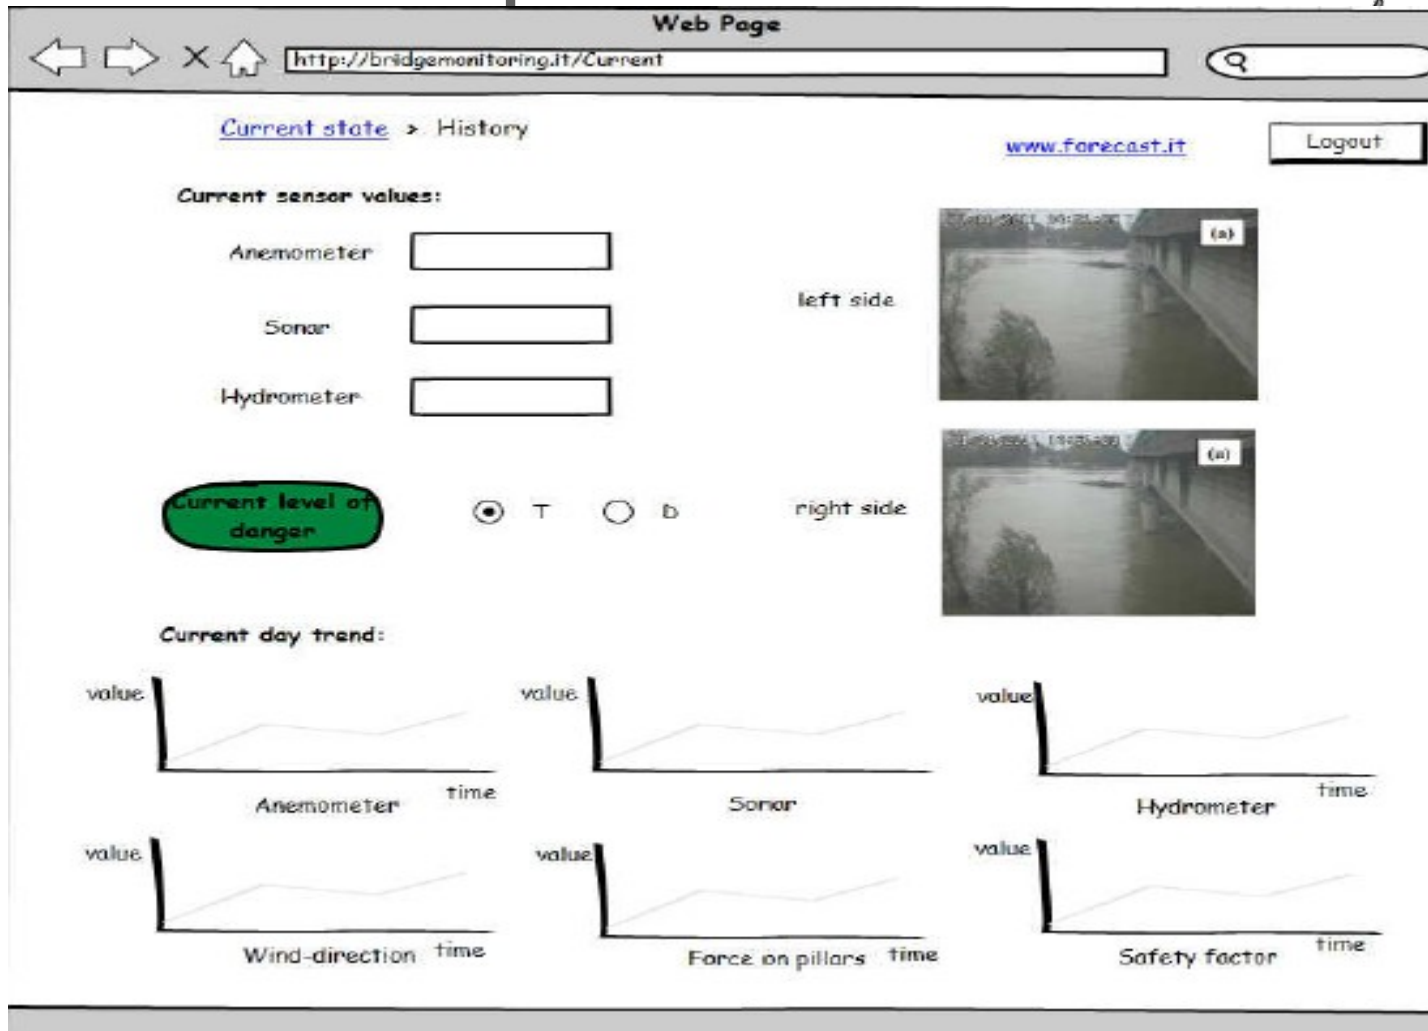 Web Page
http://bridgemonitoring.it/Current
Current state > History
www.forecast.it
Logout
Current sensor values:
Anemometer
Sonar
Hydrometer
left side
(a)
Current level of
danger
T
D
right side
(a)
Current day trend:
value
time
Anemometer
value
Sonar
value
time
Hydrometer
value
time
Wind-direction
value
time
Force on pillars
value
time
Safety factor